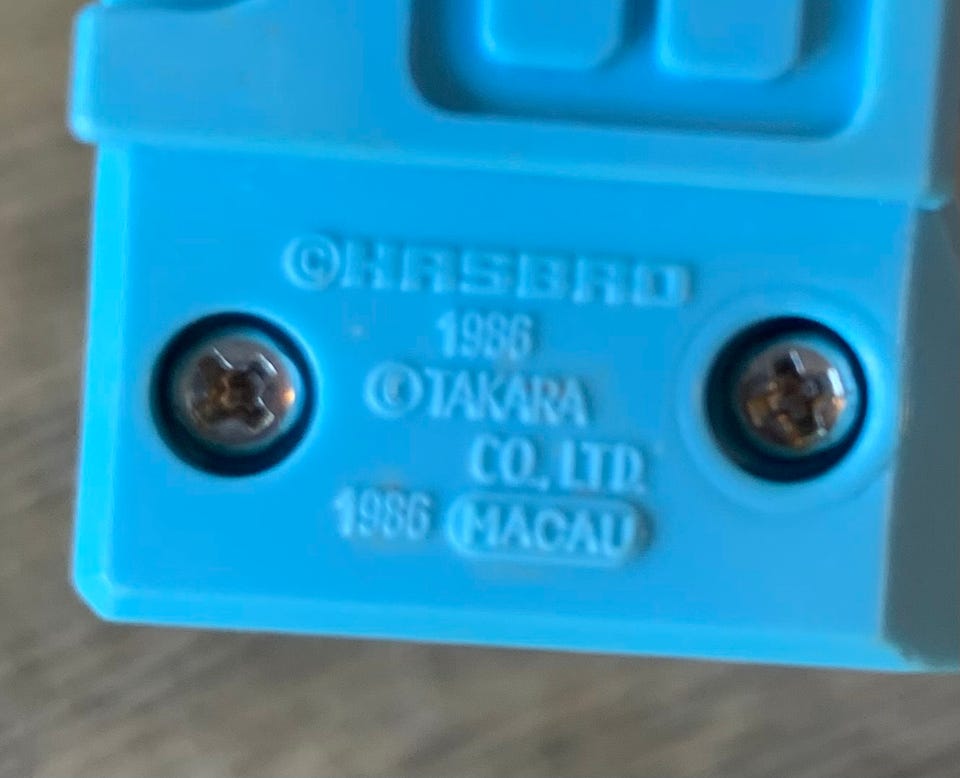 ©HASBRO
1986
©TAKARA
CO., LTD.
1986 MACAU